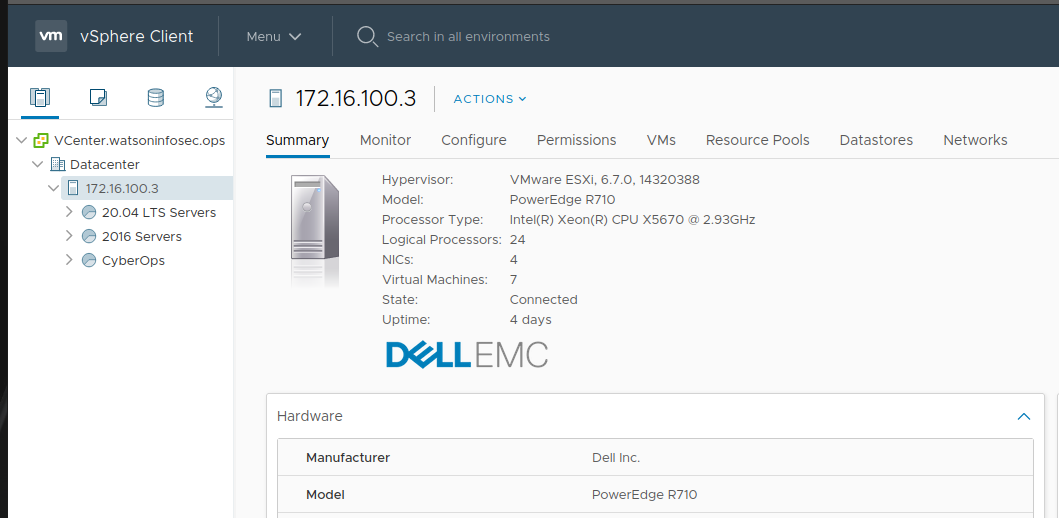 vm vSphere Client Menu Search in all environments
172.16.100.3 ACTIONS
VCenter.watsoninfosec.ops
Datacenter
172.16.100.3
20.04 LTS Servers
2016 Servers
CyberOps
Summary Monitor Configure Permissions VMs Resource Pools Datastores Networks
Hypervisor: VMware ESXi, 6.7.0, 14320388
Model: PowerEdge R710
Processor Type: Intel(R) Xeon(R) CPU X5670 @ 2.93GHz
Logical Processors: 24
NICs: 4
Virtual Machines: 7
State: Connected
Uptime: 4 days
DELLEMC
Hardware
Manufacturer Dell Inc.
Model PowerEdge R710